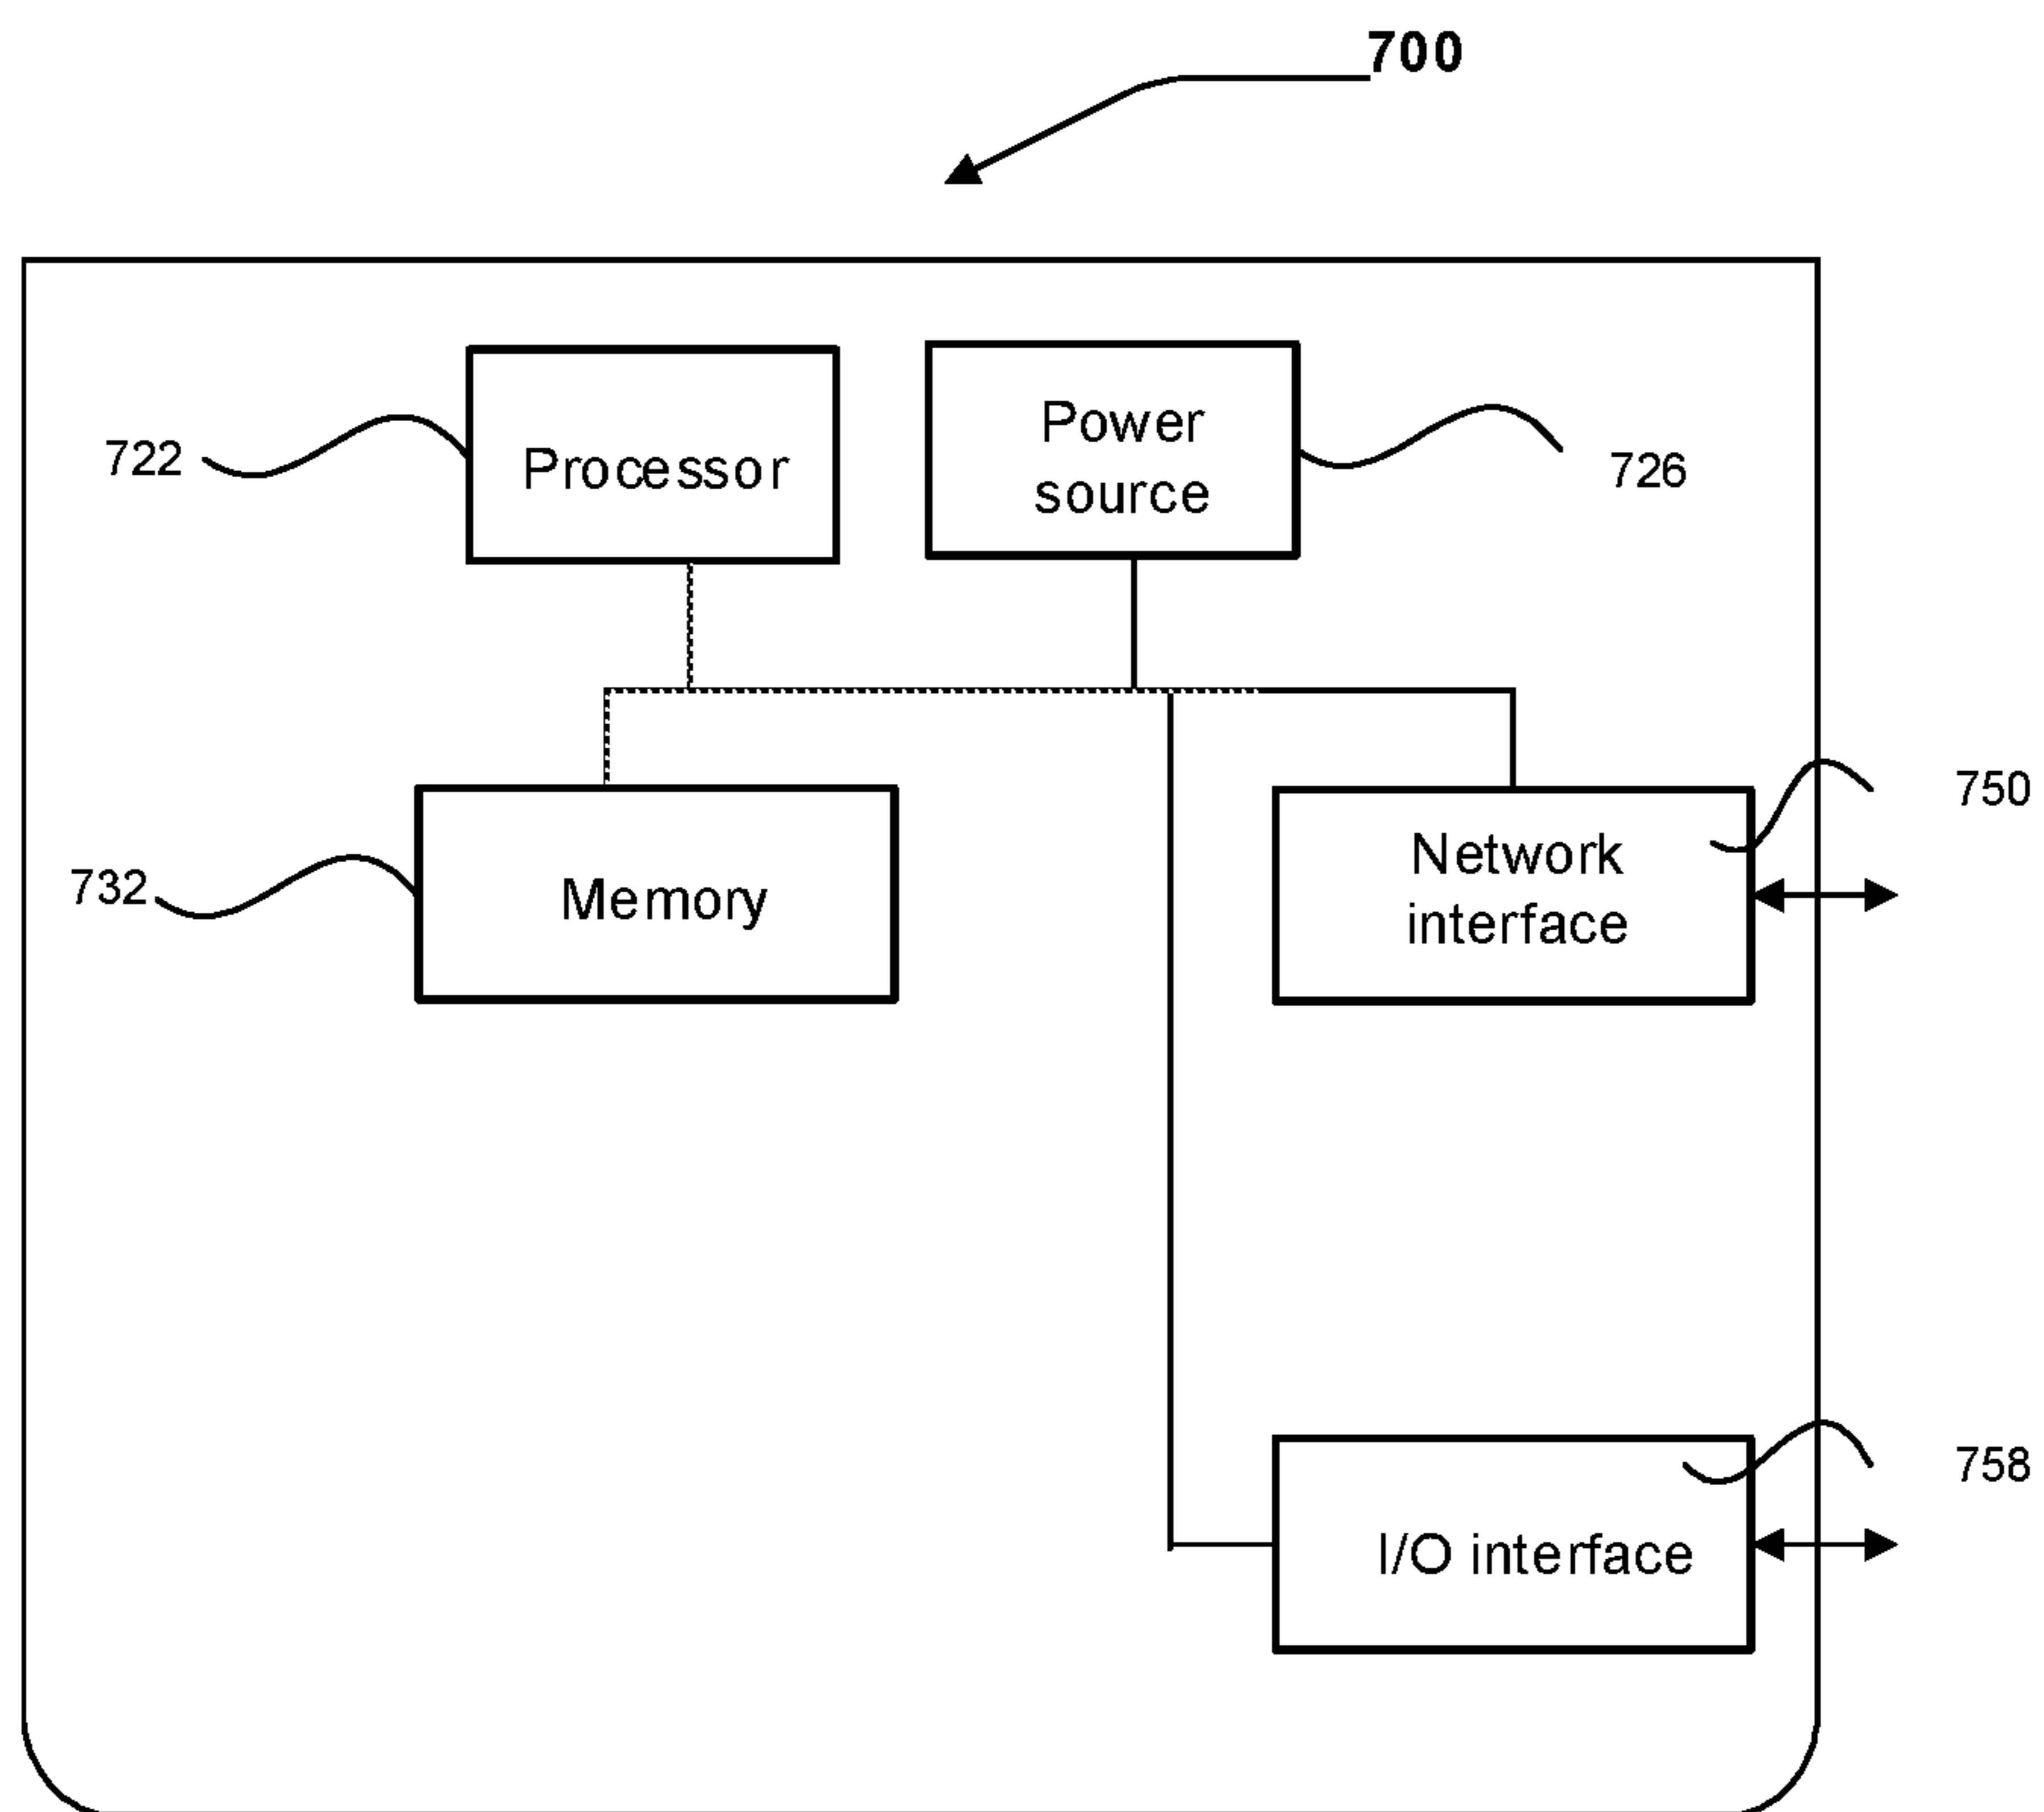 700
Power
source
722
Processor
726
750
Network
interface
732
Memory
758
I/O interface